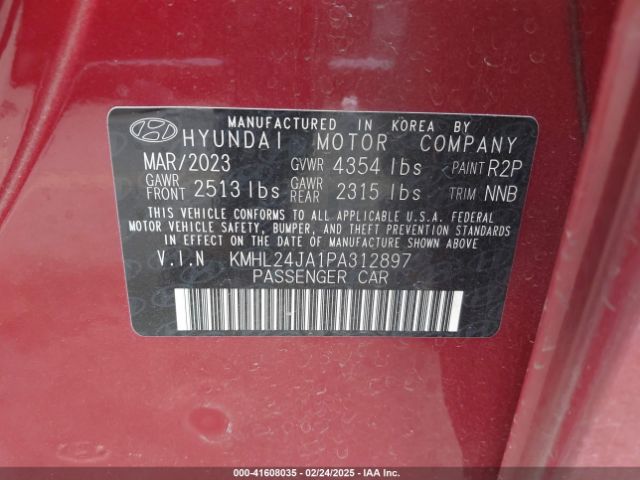 MANUFACTURED IN KOREA BY
HYUNDAI MOTOR COMPANY
MAR/2023 GVWR 4354 lbs PAINT R2P
GAWR FRONT 2513 lbs GAWR REAR 2315 lbs TRIM NNB
THIS VEHICLE CONFORMS TO ALL APPLICABLE U.S.A. FEDERAL
MOTOR VEHICLE SAFETY, BUMPER, AND THEFT PREVENTION STANDARDS
IN EFFECT ON THE DATE OF MANUFACTURE SHOWN ABOVE.
V.I.N KMHL24JA1PA312897
PASSENGER CAR
000-41608035 - 02/24/2025 - IAA Inc.